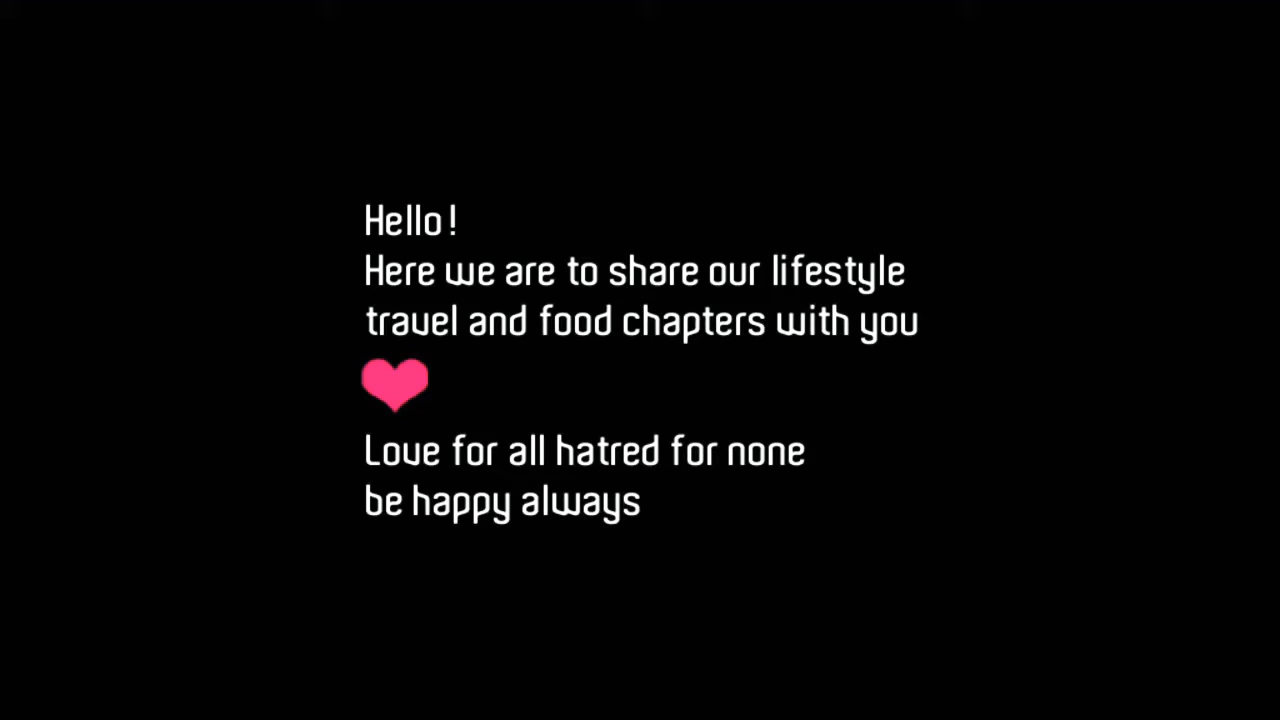 Hello!
Here we are to share our lifestyle
travel and food chapters with you
Love for all hatred for none
be happy always